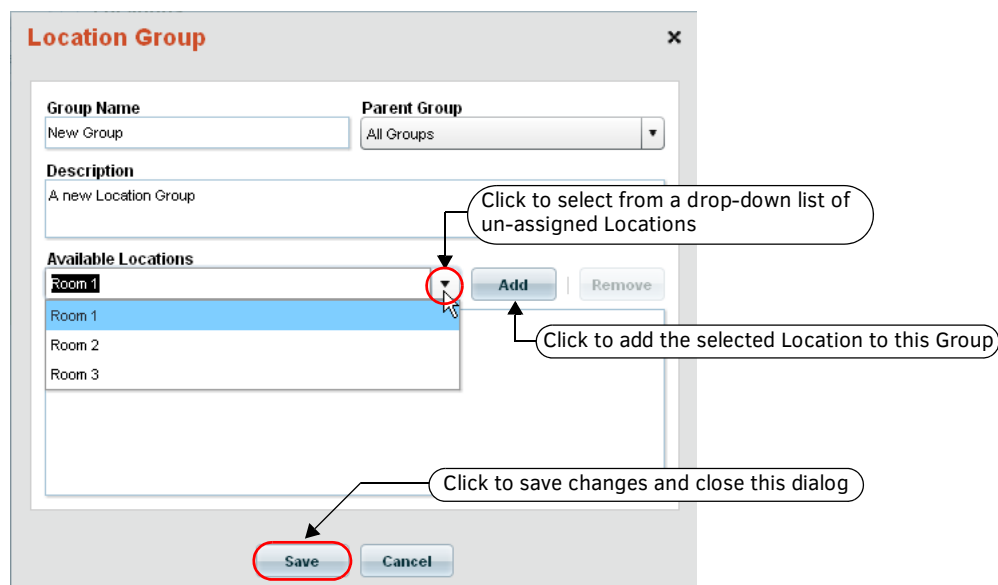 Location Group
Group Name
Parent Group
New Group
All Groups
Description
A new Location Group
Click to select from a drop-down list of
un-assigned Locations
Available Locations
Room 1
Add
Remove
Room 1
Room 2
Room 3
Click to add the selected Location to this Group
Click to save changes and close this dialog
Save
Cancel